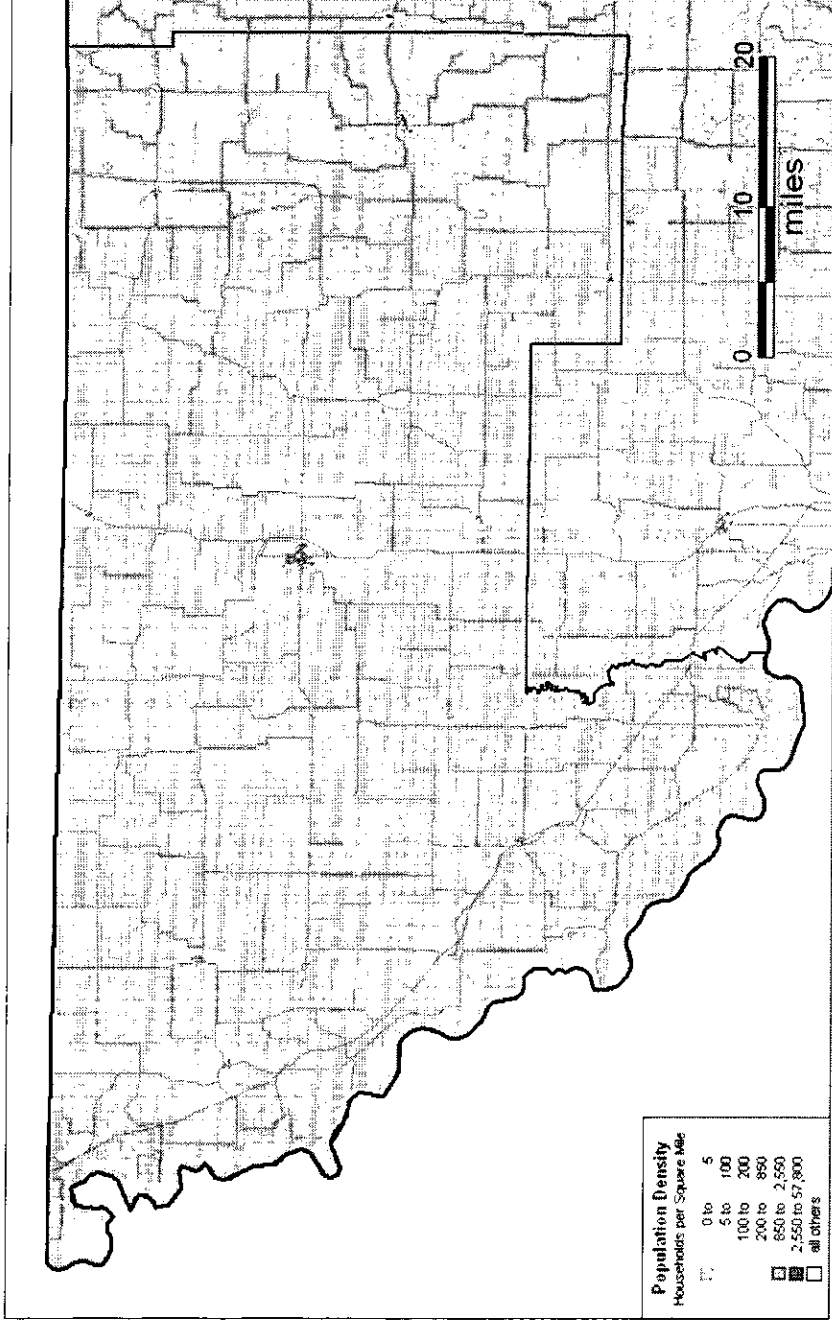 Population Density
Households per Square Mile
0 to 5
5 to 100
100 to 200
200 to 850
850 to 2,550
2,550 to 57,800
all others
0 10 20
miles